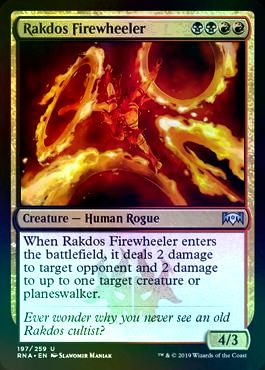 Rakdos Firewheeler
Creature — Human Rogue
When Rakdos Firewheeler enters
the battlefield, it deals 2 damage
to target opponent and 2 damage
to up to one target creature or
planeswalker.
Ever wonder why you never see an old
Rakdos cultist?
4/3
197/259 U
RNA • EN Slawomir Maniak
™ & © 2019 Wizards of the Coast